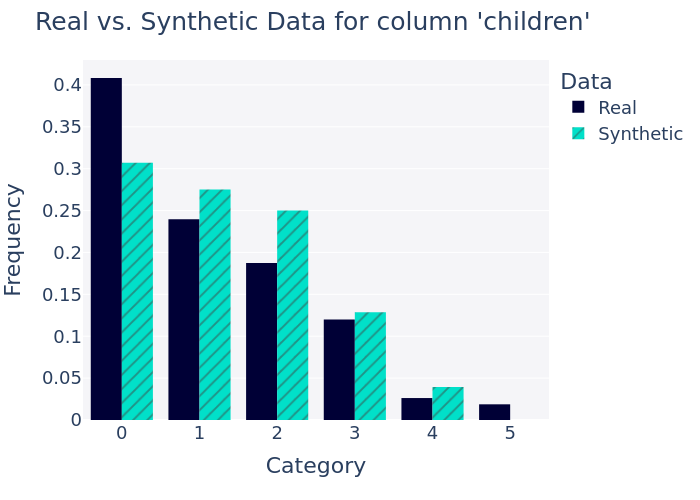 Real vs. Synthetic Data for column 'children'
Data
Real
Synthetic
Frequency
0.4
0.35
0.3
0.25
0.2
0.15
0.1
0.05
0
0 1 2 3 4 5
Category